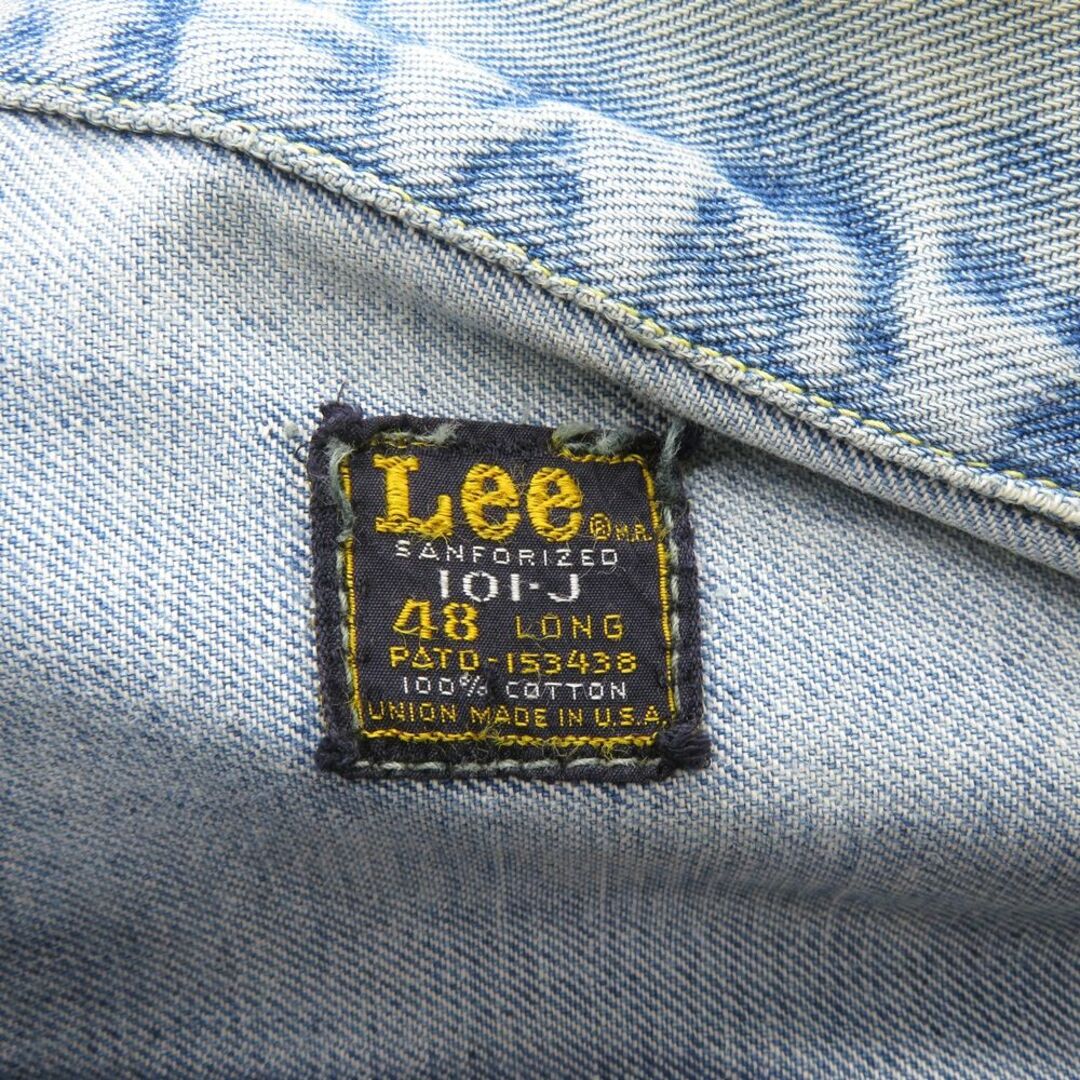 Lee ® M.R.
SANFORIZED
101-J
48 LONG
PATD-153438
100% COTTON
UNION MADE IN U.S.A.